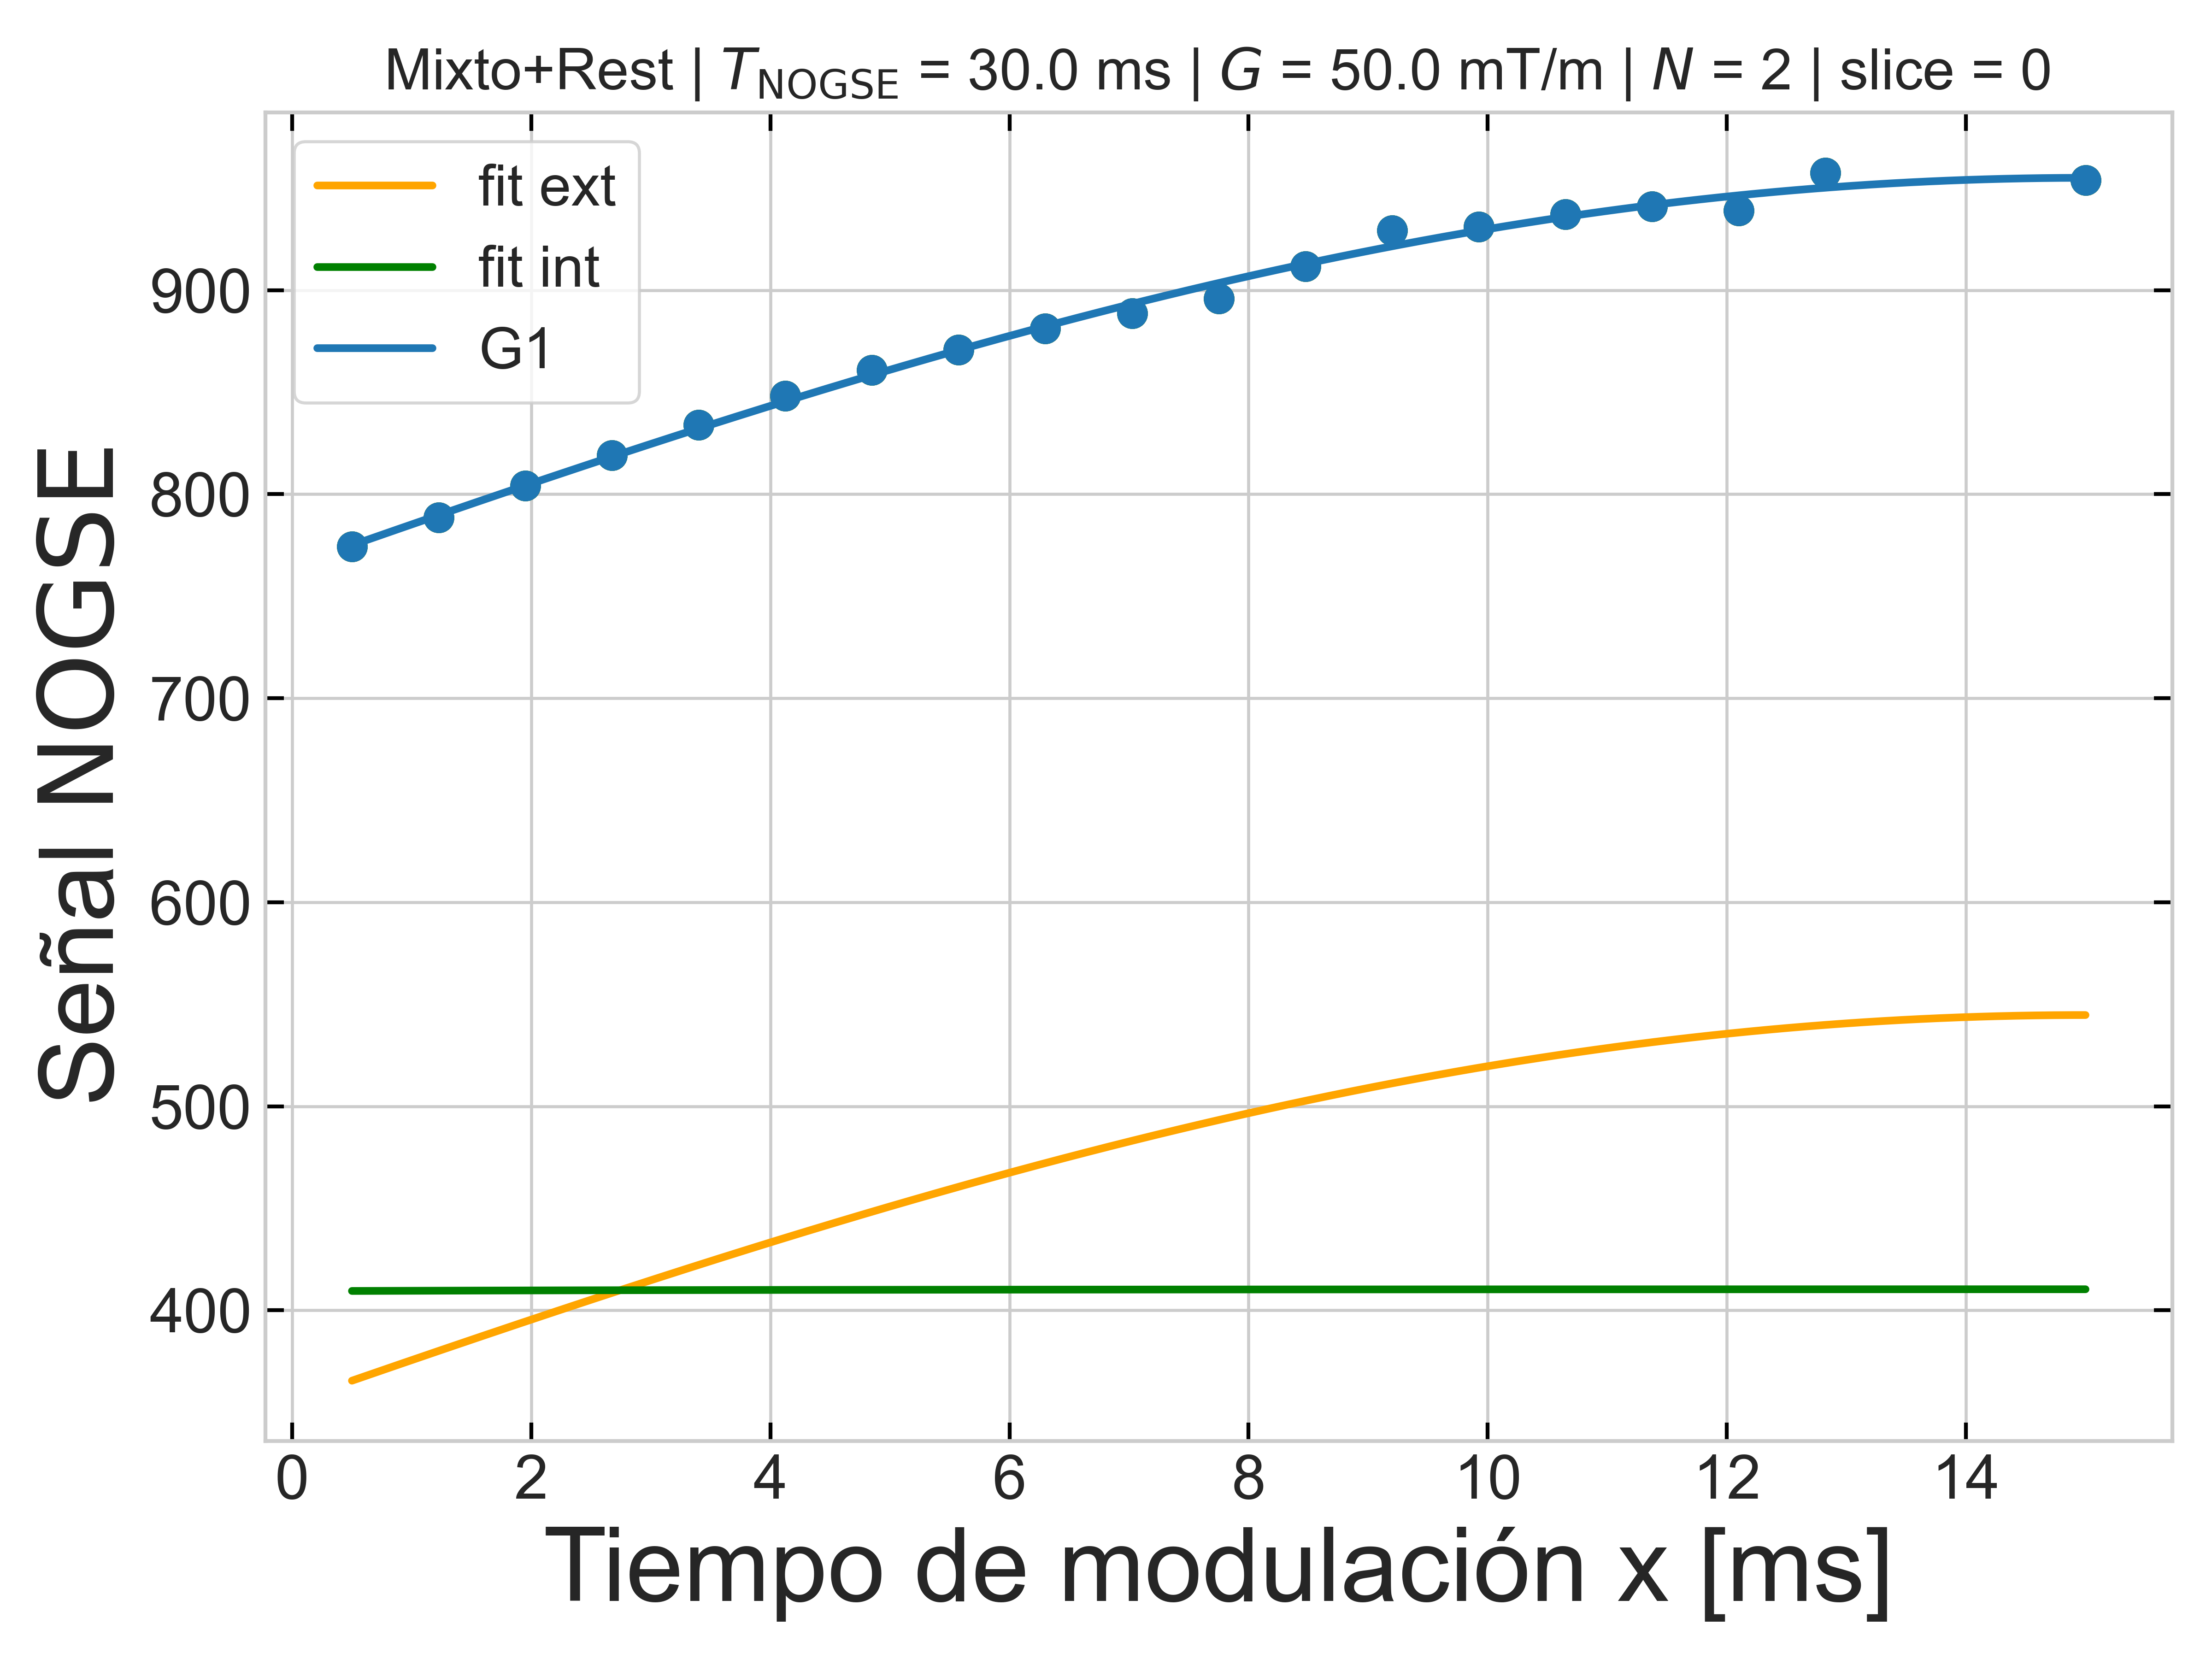 Mixto+Rest | T_NOGSE = 30.0 ms | G = 50.0 mT/m | N = 2 | slice = 0
fit ext
fit int
G1
Señal NOGSE
900
800
700
600
500
400
0 2 4 6 8 10 12 14
Tiempo de modulación x [ms]